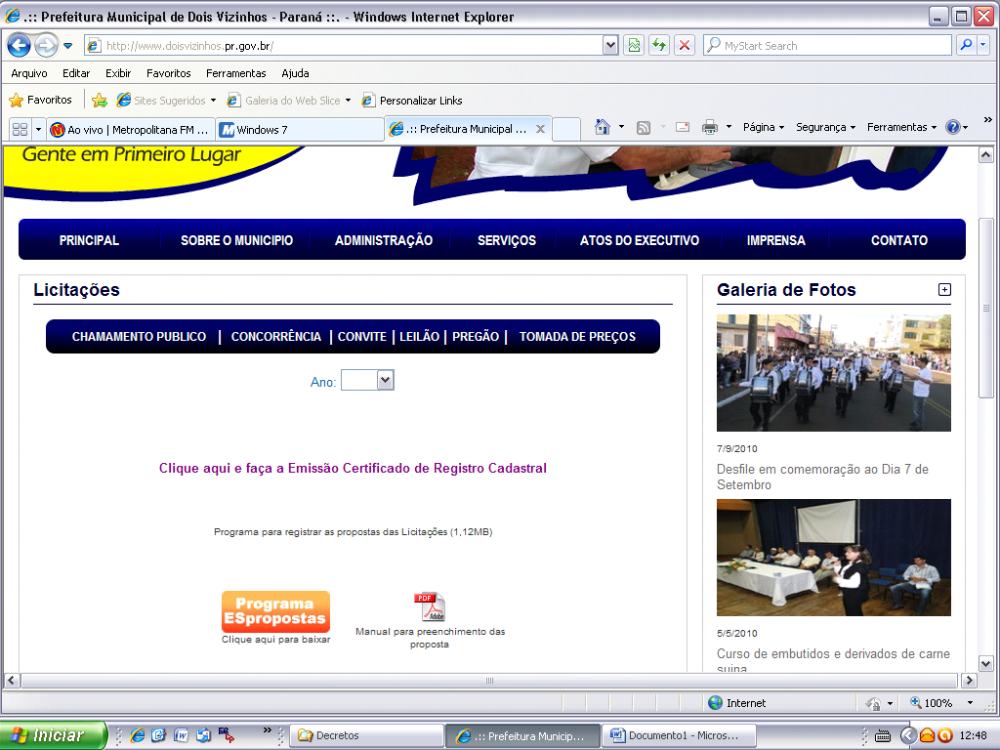 .:: Prefeitura Municipal de Dois Vizinhos - Paraná ::. - Windows Internet Explorer
http://www.doisvizinhos.pr.gov.br/
MyStart Search
Arquivo Editar Exibir Favoritos Ferramentas Ajuda
Favoritos Sites Sugeridos Galeria do Web Slice Personalizar Links
Ao vivo | Metropolitana FM ... Windows 7 .:: Prefeitura Municipal ... Página Segurança Ferramentas
Gente em Primeiro Lugar
PRINCIPAL SOBRE O MUNICIPIO ADMINISTRAÇÃO SERVIÇOS ATOS DO EXECUTIVO IMPRENSA CONTATO
Licitações
CHAMAMENTO PUBLICO | CONCORRÊNCIA | CONVITE | LEILÃO | PREGÃO | TOMADA DE PREÇOS
Ano:
Clique aqui e faça a Emissão Certificado de Registro Cadastral
Programa para registrar as propostas das Licitações (1,12MB)
Programa
ESpropostas
Clique aqui para baixar
PDF
Adobe
Manual para preenchimento das
proposta
Galeria de Fotos
7/9/2010
Desfile em comemoração ao Dia 7 de
Setembro
5/5/2010
Curso de embutidos e derivados de carne
suina
Internet 100%
Iniciar Decretos .:: Prefeitura Municip... Documento1 - Micros... 12:48